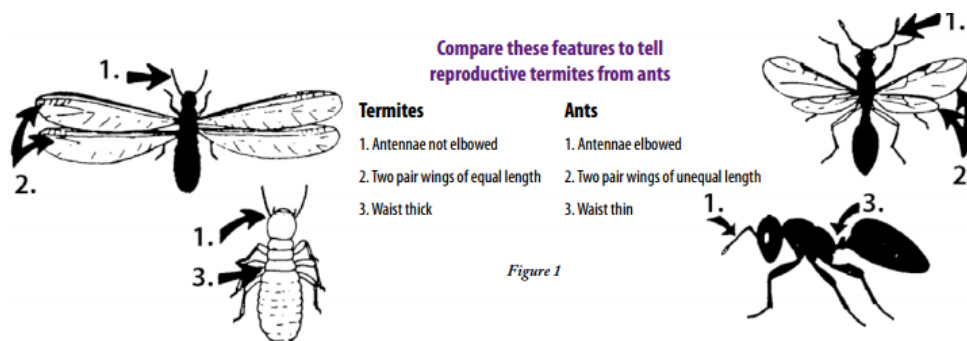 Compare these features to tell
reproductive termites from ants
Termites
1. Antennae not elbowed
2. Two pair wings of equal length
3. Waist thick
Ants
1. Antennae elbowed
2. Two pair wings of unequal length
3. Waist thin
1.
2.
1.
3.
1.
2
1.
3.
Figure 1